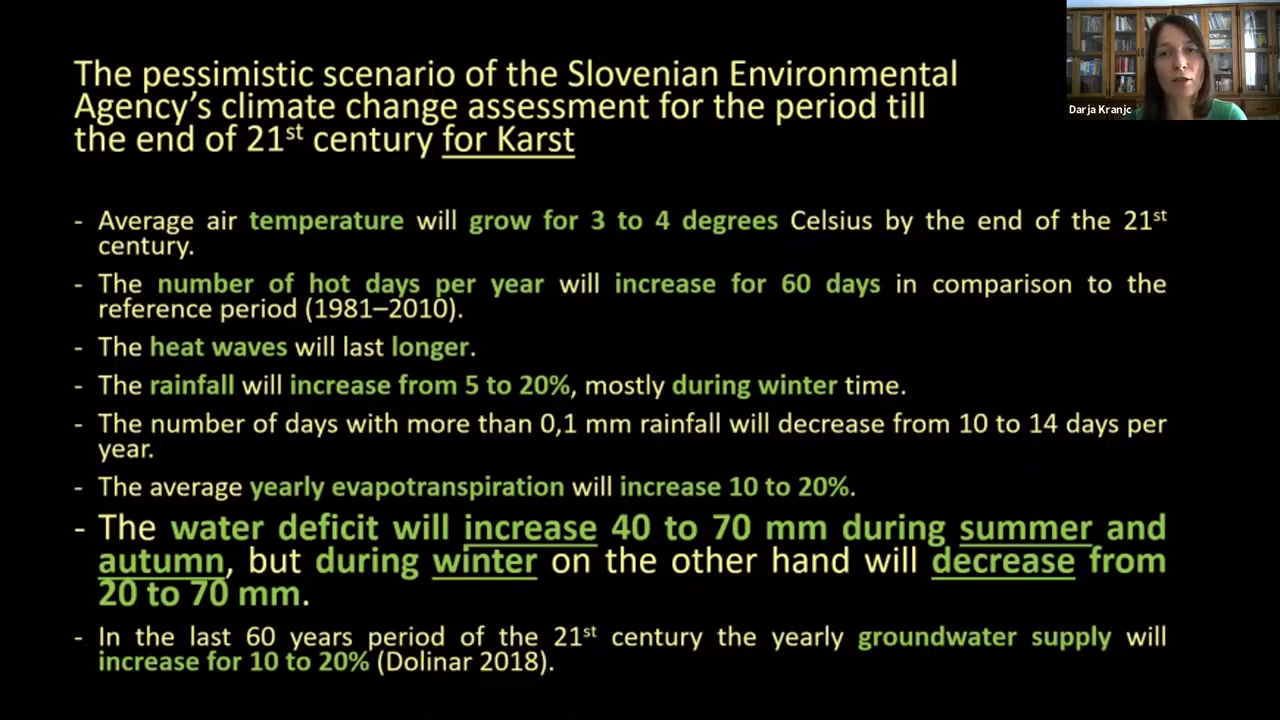 The pessimistic scenario of the Slovenian Environmental
Agency's climate change assessment for the period till
the end of 21st century for Karst
Darja Kranjc
- Average air temperature will grow for 3 to 4 degrees Celsius by the end of the 21st
century.
- The number of hot days per year will increase for 60 days in comparison to the
reference period (1981–2010).
- The heat waves will last longer.
- The rainfall will increase from 5 to 20%, mostly during winter time.
- The number of days with more than 0,1 mm rainfall will decrease from 10 to 14 days per
year.
- The average yearly evapotranspiration will increase 10 to 20%.
- The water deficit will increase 40 to 70 mm during summer and
autumn, but during winter on the other hand will decrease from
20 to 70 mm.
- In the last 60 years period of the 21st century the yearly groundwater supply will
increase for 10 to 20% (Dolinar 2018).